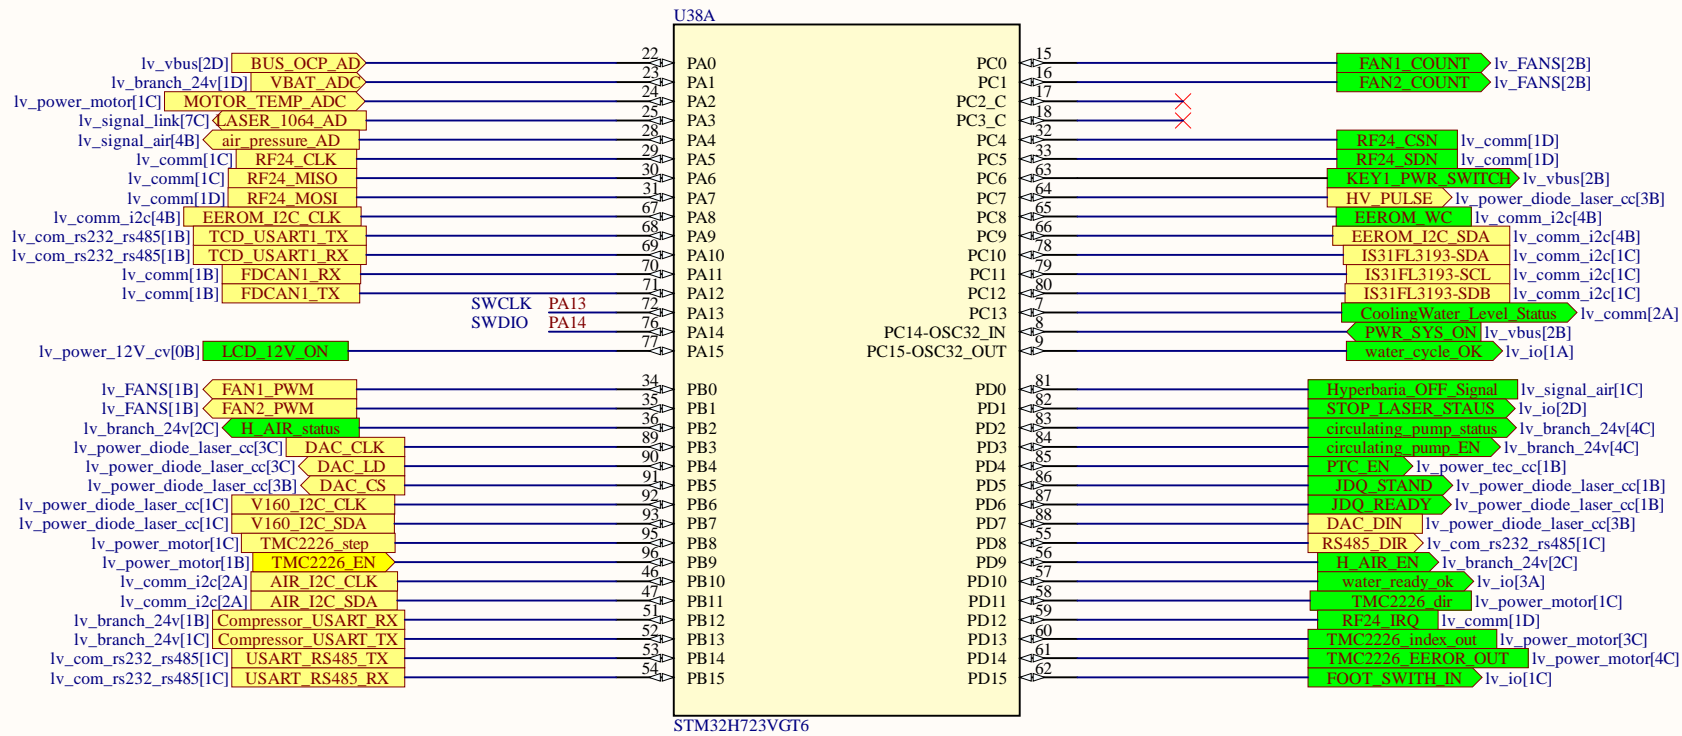 U38A
lv_vbus[2D] BUS_OCP_AD 22 PA0 PC0 15 FAN1_COUNT lv_FANS[2B]
lv_branch_24v[1D] VBAT_ADC 23 PA1 PC1 16 FAN2_COUNT lv_FANS[2B]
lv_power_motor[1C] MOTOR_TEMP_ADC 24 PA2 PC2_C 17
lv_signal_link[7C] LASER_1064_AD 25 PA3 PC3_C 18
lv_signal_air[4B] air_pressure_AD 28 PA4 PC4 32 RF24_CSN lv_comm[1D]
lv_comm[1C] RF24_CLK 29 PA5 PC5 33 RF24_SDN lv_comm[1D]
lv_comm[1C] RF24_MISO 30 PA6 PC6 63 KEY1_PWR_SWITCH lv_vbus[2B]
lv_comm[1D] RF24_MOSI 31 PA7 PC7 64 HV_PULSE lv_power_diode_laser_cc[3B]
lv_comm_i2c[4B] EEROM_I2C_CLK 67 PA8 PC8 65 EEROM_WC lv_comm_i2c[4B]
lv_com_rs232_rs485[1B] TCD_USART1_TX 68 PA9 PC9 66 EEROM_I2C_SDA lv_comm_i2c[4B]
lv_com_rs232_rs485[1B] TCD_USART1_RX 69 PA10 PC10 78 IS31FL3193-SDA lv_comm_i2c[1C]
lv_comm[1B] FDCAN1_RX 70 PA11 PC11 79 IS31FL3193-SCL lv_comm_i2c[1C]
lv_comm[1B] FDCAN1_TX 71 PA12 PC12 80 IS31FL3193-SDB lv_comm_i2c[1C]
SWCLK PA13 72 PA13 PC13 7 CoolingWater_Level_Status lv_comm[2A]
SWDIO PA14 76 PA14 PC14-OSC32_IN 8 PWR_SYS_ON lv_vbus[2B]
lv_power_12V_cv[0B] LCD_12V_ON 77 PA15 PC15-OSC32_OUT 9 water_cycle_OK lv_io[1A]
lv_FANS[1B] FAN1_PWM 34 PB0 PD0 81 Hyperbaria_OFF_Signal lv_signal_air[1C]
lv_FANS[1B] FAN2_PWM 35 PB1 PD1 82 STOP_LASER_STAUS lv_io[2D]
lv_branch_24v[2C] H_AIR_status 36 PB2 PD2 83 circulating_pump_status lv_branch_24v[4C]
lv_power_diode_laser_cc[3C] DAC_CLK 89 PB3 PD3 84 circulating_pump_EN lv_branch_24v[4C]
lv_power_diode_laser_cc[3C] DAC_LD 90 PB4 PD4 85 PTC_EN lv_power_tec_cc[1B]
lv_power_diode_laser_cc[3B] DAC_CS 91 PB5 PD5 86 JDQ_STAND lv_power_diode_laser_cc[1B]
lv_power_diode_laser_cc[1C] V160_I2C_CLK 92 PB6 PD6 87 JDQ_READY lv_power_diode_laser_cc[1B]
lv_power_diode_laser_cc[1C] V160_I2C_SDA 93 PB7 PD7 88 DAC_DIN lv_power_diode_laser_cc[3B]
lv_power_motor[1C] TMC2226_step 95 PB8 PD8 55 RS485_DIR lv_com_rs232_rs485[1C]
lv_power_motor[1B] TMC2226_EN 96 PB9 PD9 56 H_AIR_EN lv_branch_24v[2C]
lv_comm_i2c[2A] AIR_I2C_CLK 46 PB10 PD10 57 water_ready_ok lv_io[3A]
lv_comm_i2c[2A] AIR_I2C_SDA 47 PB11 PD11 58 TMC2226_dir lv_power_motor[1C]
lv_branch_24v[1B] Compressor_USART_RX 51 PB12 PD12 59 RF24_IRQ lv_comm[1D]
lv_branch_24v[1C] Compressor_USART_TX 52 PB13 PD13 60 TMC2226_index_out lv_power_motor[3C]
lv_com_rs232_rs485[1C] USART_RS485_TX 53 PB14 PD14 61 TMC2226_EEROR_OUT lv_power_motor[4C]
lv_com_rs232_rs485[1C] USART_RS485_RX 54 PB15 PD15 62 FOOT_SWITH_IN lv_io[1C]
STM32H723VGT6